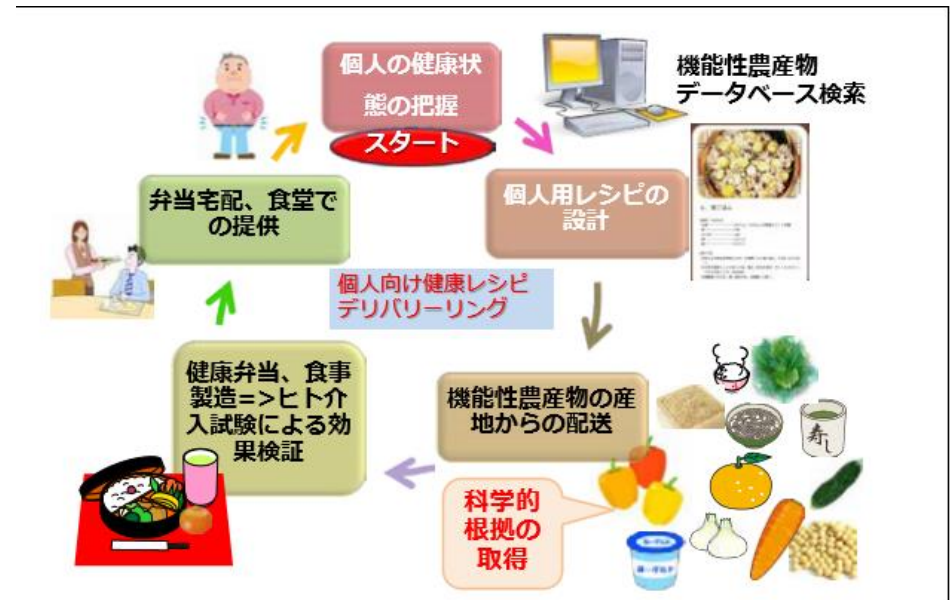 個人の健康状
態の把握
スタート
機能性農産物
データベース検索
個人用レシピの
設計
弁当宅配、食堂で
の提供
個人向け健康レシピ
デリバリーリング
健康弁当、食事
製造=>ヒト介
入試験による効
果検証
機能性農産物の産
地からの配送
寿し
科学的
根拠の
取得